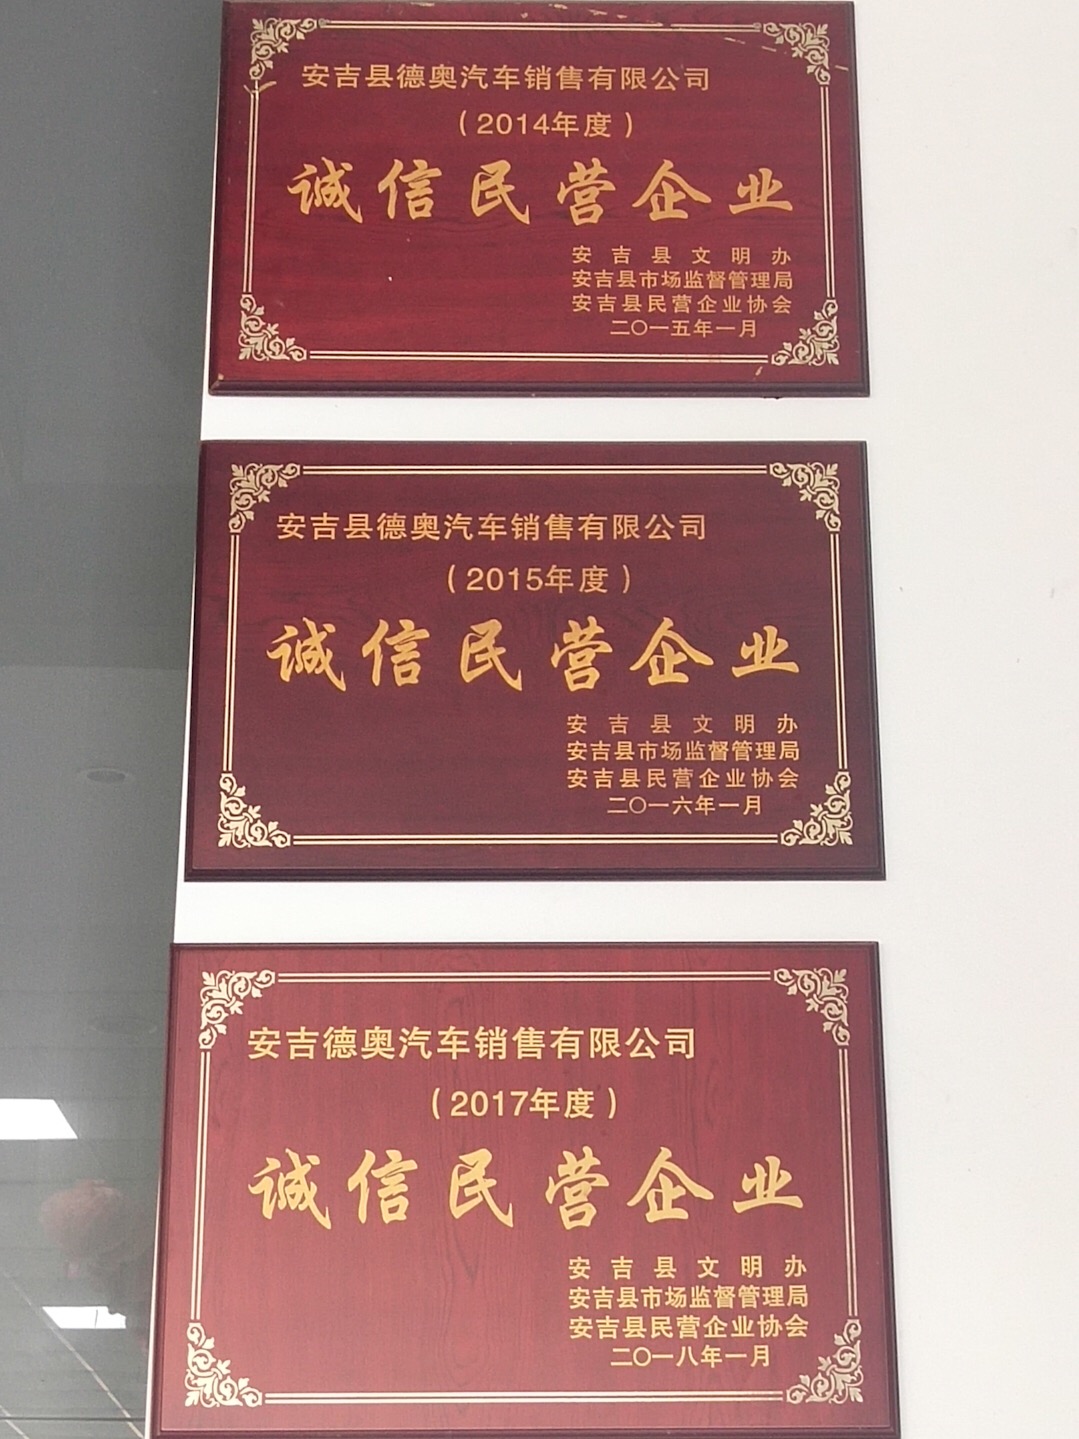 安吉县德奥汽车销售有限公司
（2014年度）
诚信民营企业
安吉县文明办
安吉县市场监督管理局
安吉县民营企业协会
二〇一五年一月
安吉县德奥汽车销售有限公司
（2015年度）
诚信民营企业
安吉县文明办
安吉县市场监督管理局
安吉县民营企业协会
二〇一六年一月
安吉德奥汽车销售有限公司
（2017年度）
诚信民营企业
安吉县文明办
安吉县市场监督管理局
安吉县民营企业协会
二〇一八年一月